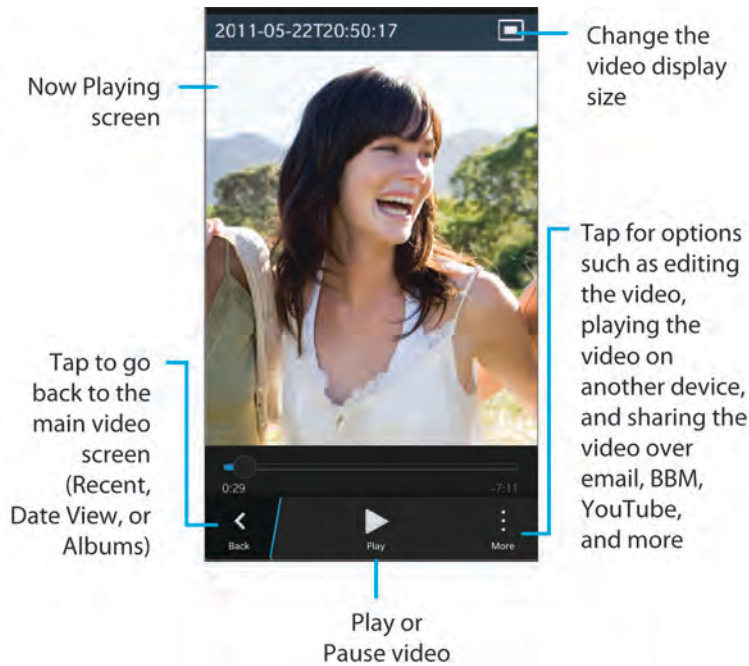 2011-05-22T20:50:17
Change the
video display
size
Now Playing
screen
Tap for options
such as editing
the video,
playing the
video on
another device,
and sharing the
video over
email, BBM,
YouTube,
and more
Tap to go
back to the
main video
screen
(Recent,
Date View, or
Albums)
0:29
-7:11
Back
Play
More
Play or
Pause video